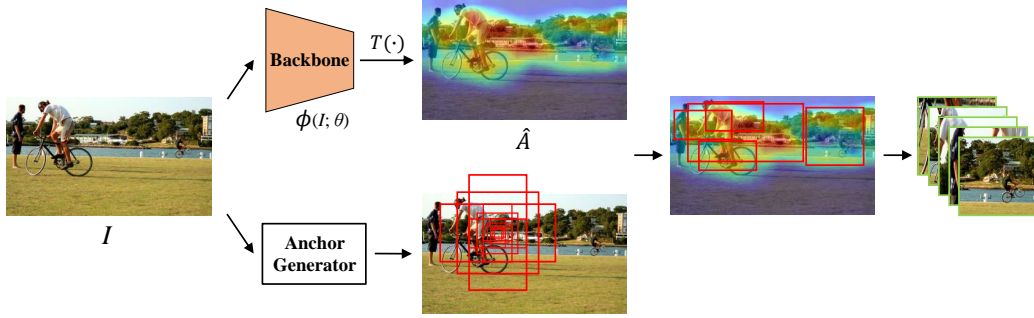 I
Backbone
ϕ(I; θ)
T(·)
Â
Anchor
Generator